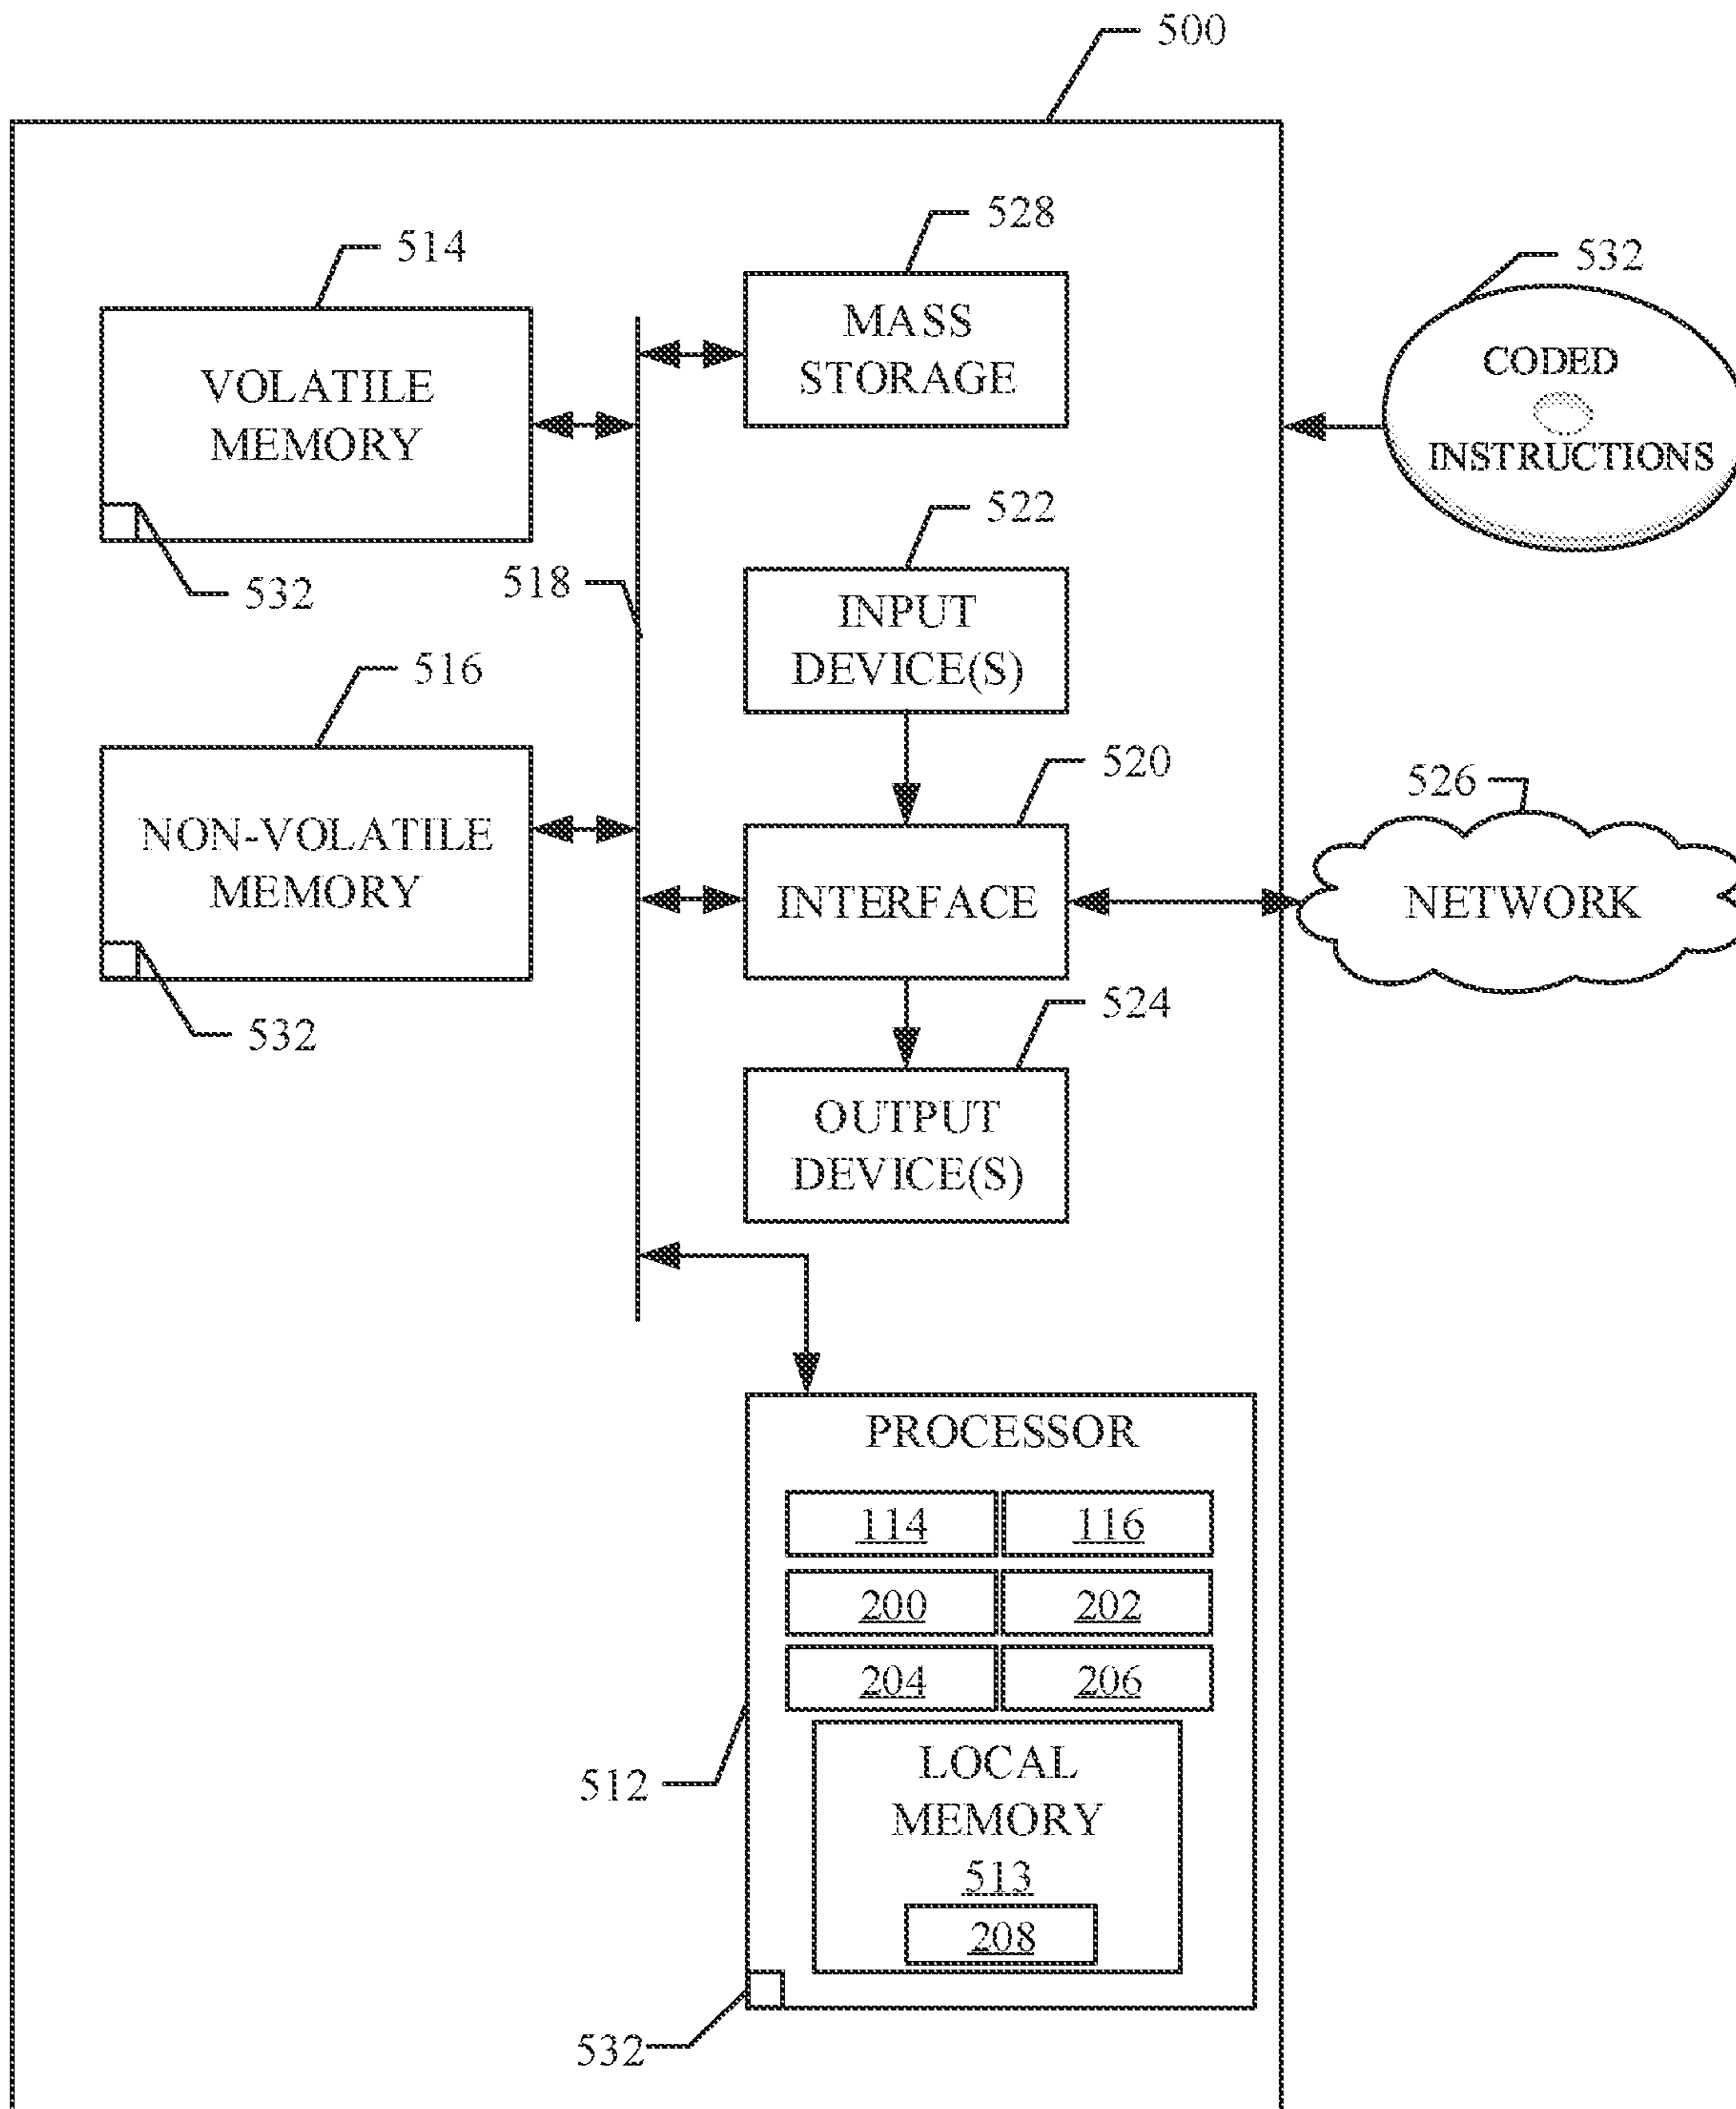 500
528
514
532
MASS
STORAGE
VOLATILE
MEMORY
CODED
INSTRUCTIONS
522
532
518
INPUT
DEVICE(S)
516
520
526
NON-VOLATILE
MEMORY
INTERFACE
NETWORK
524
532
OUTPUT
DEVICE(S)
PROCESSOR
114 116
200 202
204 206
LOCAL
MEMORY
512
513
208
532